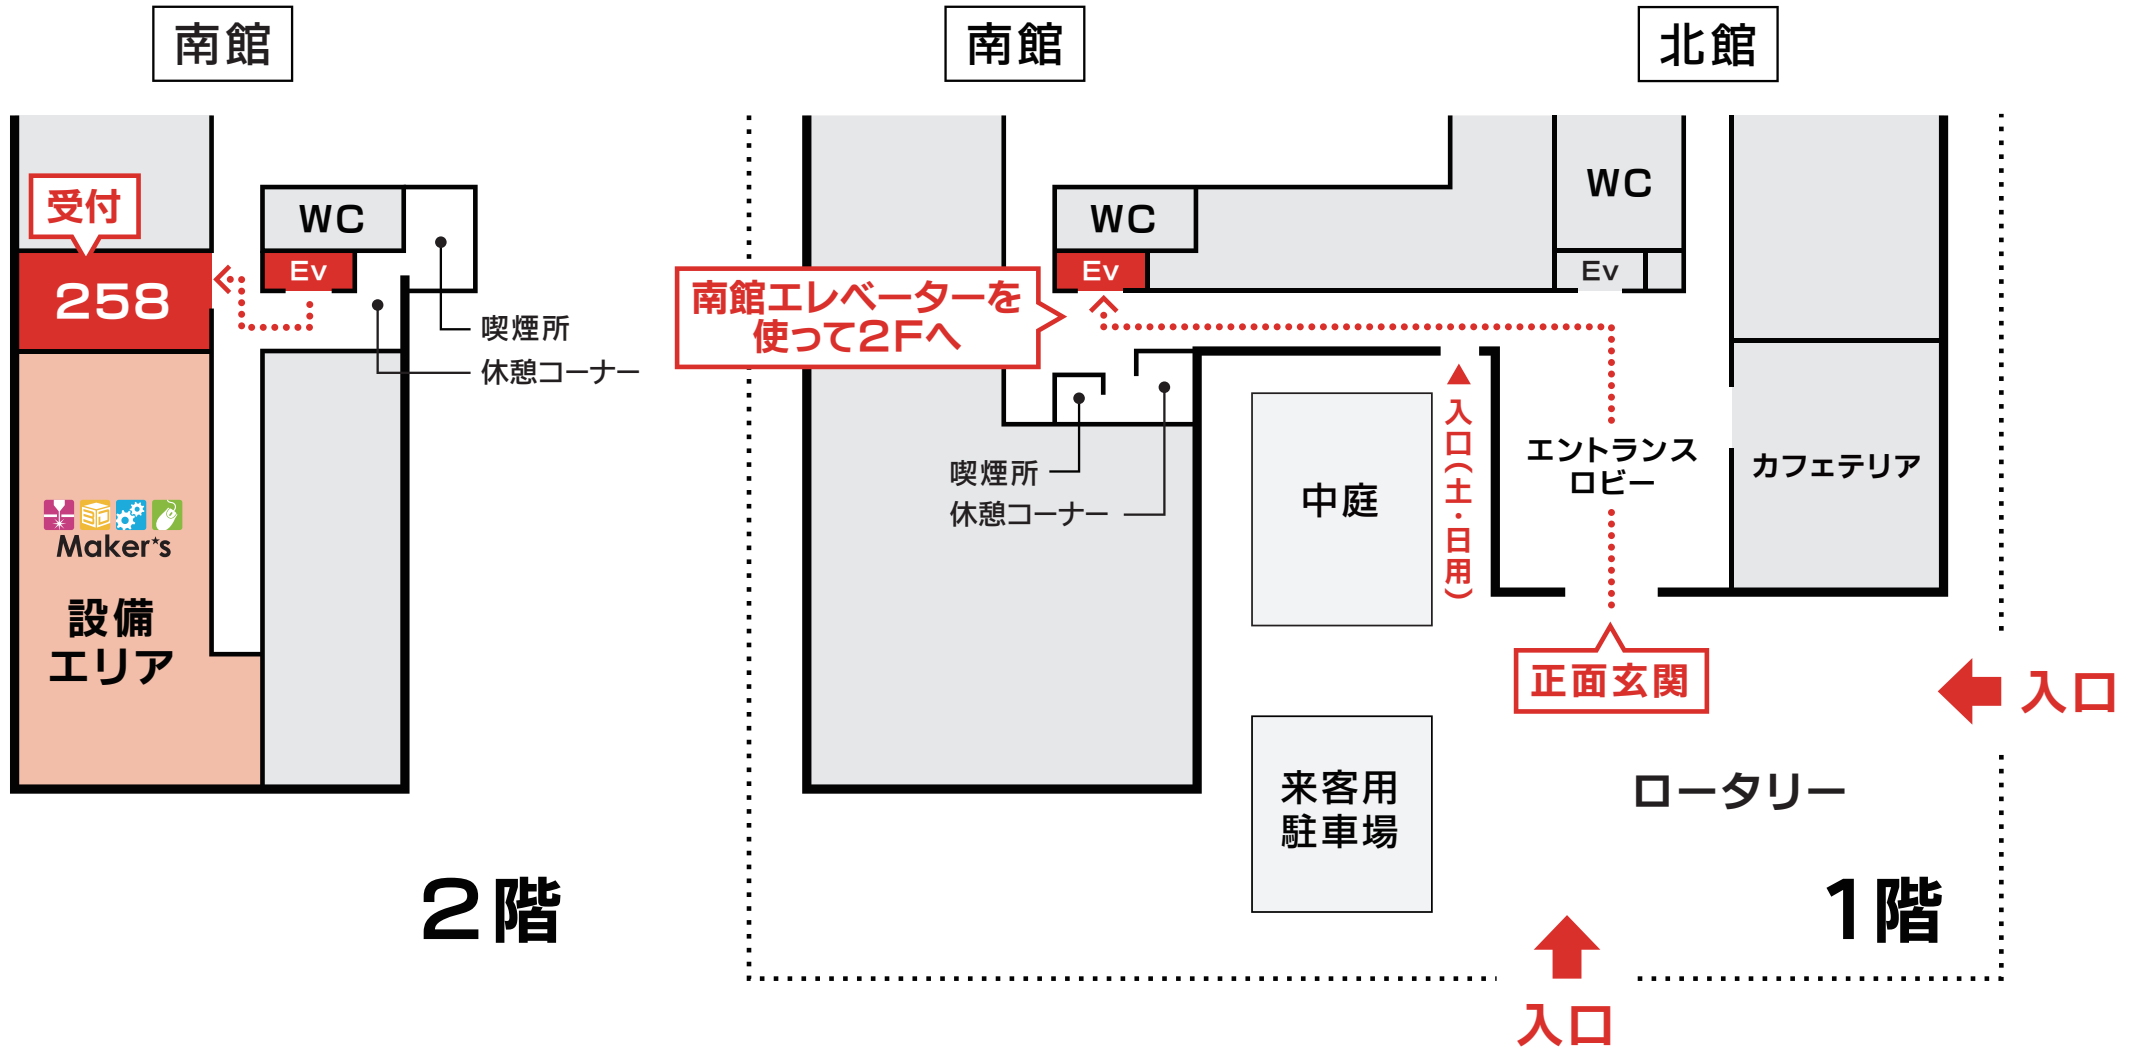 南館
受付
258
WC
Ev
喫煙所
休憩コーナー
Maker's
設備
エリア
2階
南館
北館
WC
Ev
WC
Ev
南館エレベーターを
使って2Fへ
喫煙所
休憩コーナー
中庭
入口(土・日用)
エントランス
ロビー
カフェテリア
正面玄関
来客用
駐車場
ロータリー
入口
1階
入口